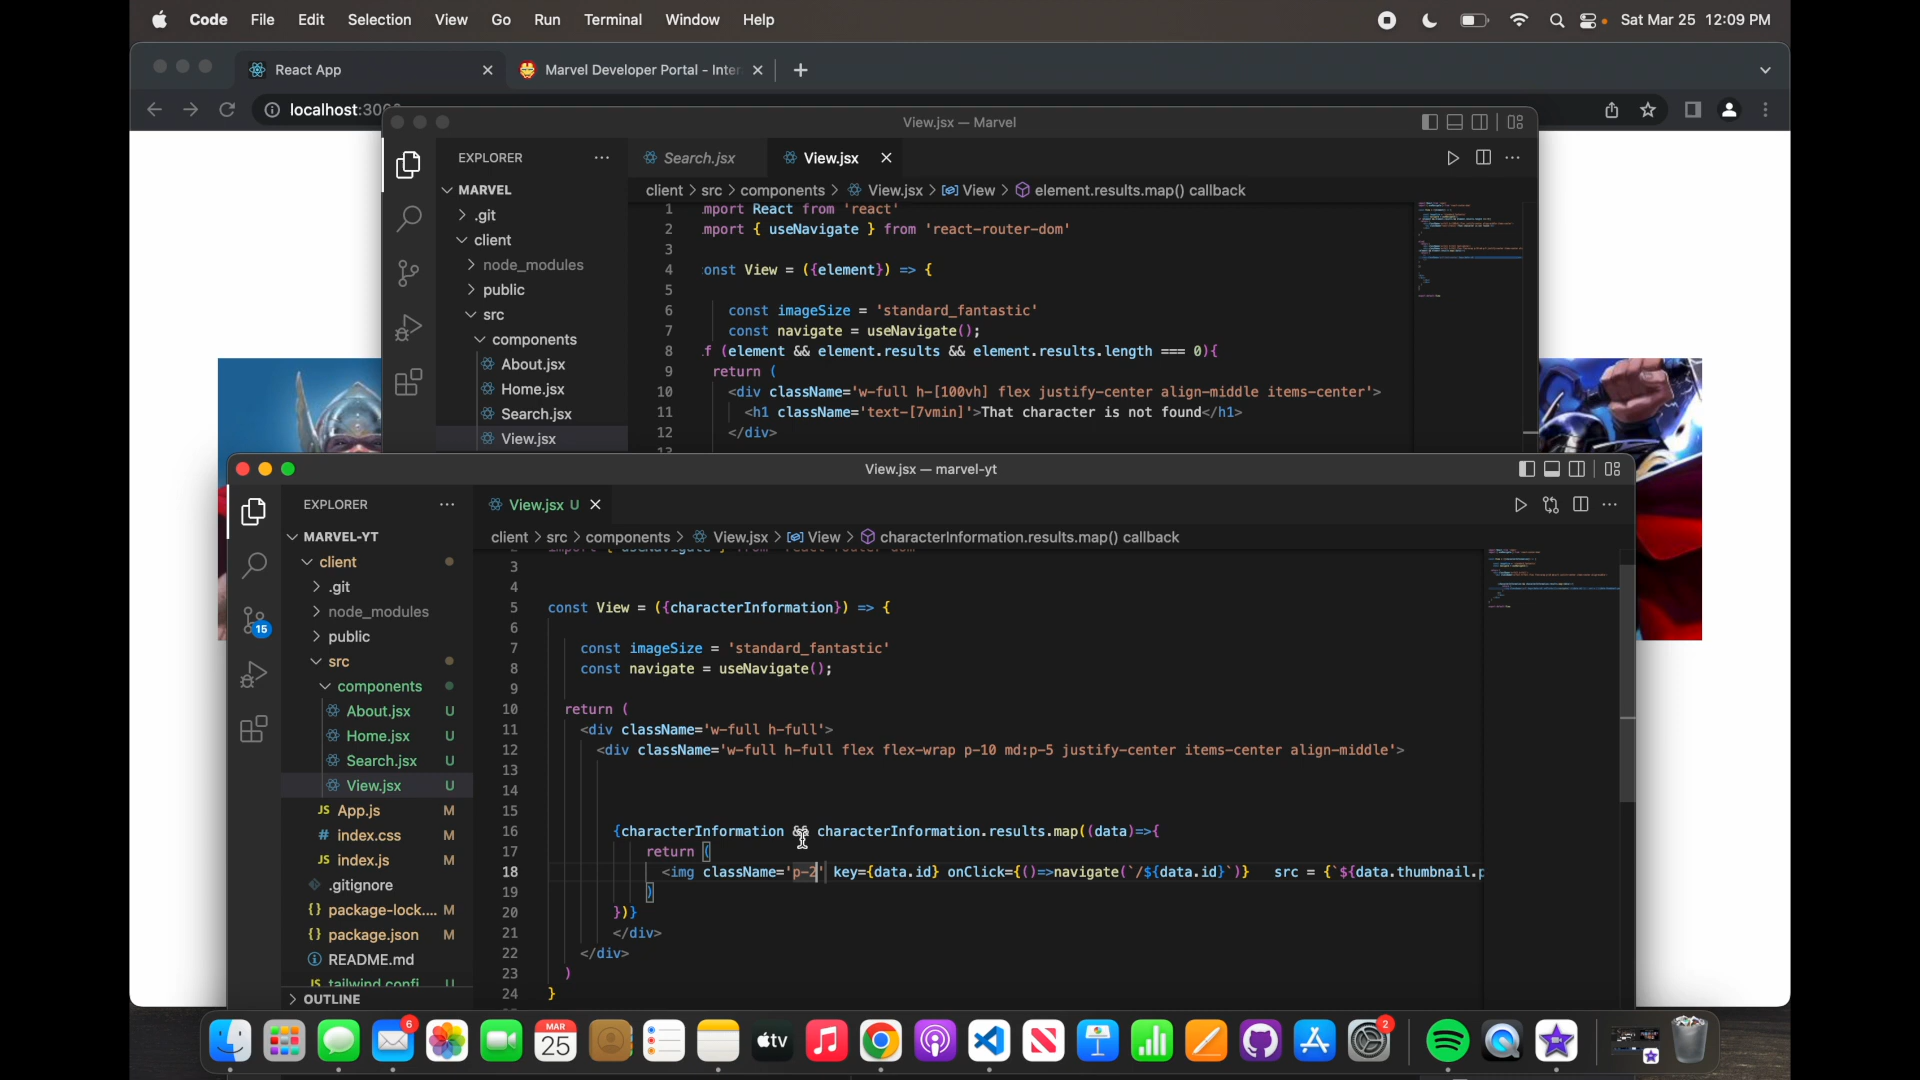 Code File Edit Selection View Go Run Terminal Window Help Sat Mar 25 12:09 PM
React App Marvel Developer Portal - Inter
localhost:300
View.jsx — Marvel
EXPLORER
Search.jsx View.jsx
MARVEL
client > src > components > View.jsx > View > element.results.map() callback
.git
client
node_modules
public
src
components
About.jsx
Home.jsx
Search.jsx
View.jsx
1 mport React from 'react'
2 mport { useNavigate } from 'react-router-dom'
3
4 onst View = ({element}) => {
5
6 const imageSize = 'standard_fantastic'
7 const navigate = useNavigate();
8 f (element && element.results && element.results.length === 0){
9 return (
10 <div className='w-full h-[100vh] flex justify-center align-middle items-center'>
11 <h1 className='text-[7vmin]'>That character is not found</h1>
12 </div>
View.jsx — marvel-yt
EXPLORER
View.jsx U
MARVEL-YT
client > src > components > View.jsx > View > characterInformation.results.map() callback
client
.git
node_modules
15
public
src
components
About.jsx U
Home.jsx U
Search.jsx U
View.jsx U
JS App.js M
# index.css M
JS index.js M
.gitignore
{} package-lock.... M
{} package.json M
README.md
JS tailwind.confi... U
OUTLINE
3
4
5 const View = ({characterInformation}) => {
6
7 const imageSize = 'standard_fantastic'
8 const navigate = useNavigate();
9
10 return (
11 <div className='w-full h-full'>
12 <div className='w-full h-full flex flex-wrap p-10 md:p-5 justify-center items-center align-middle'>
13
14
15
16 {characterInformation && characterInformation.results.map((data)=>{
17 return (
18 <img className='p-2' key={data.id} onClick={()=>navigate(`/${data.id}`)} src = {`${data.thumbnail.p
19 )
20 })}
21 </div>
22 </div>
23 )
24 }
6
MAR
25
tv
2